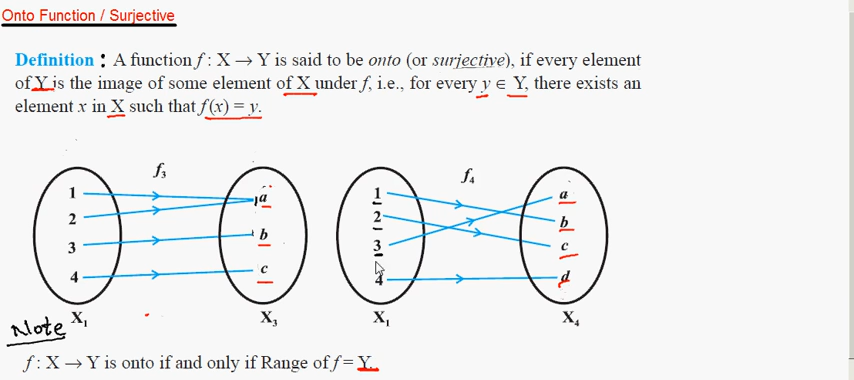 Onto Function / Surjective
Definition : A function f : X → Y is said to be onto (or surjective), if every element
of Y is the image of some element of X under f, i.e., for every y ∈ Y, there exists an
element x in X such that f(x) = y.
f₃
f₄
1 a 1 a
2 b 2 b
3 c 3 c
4 4 d
X₁ X₃ X₁ X₄
Note
f : X → Y is onto if and only if Range of f = Y.